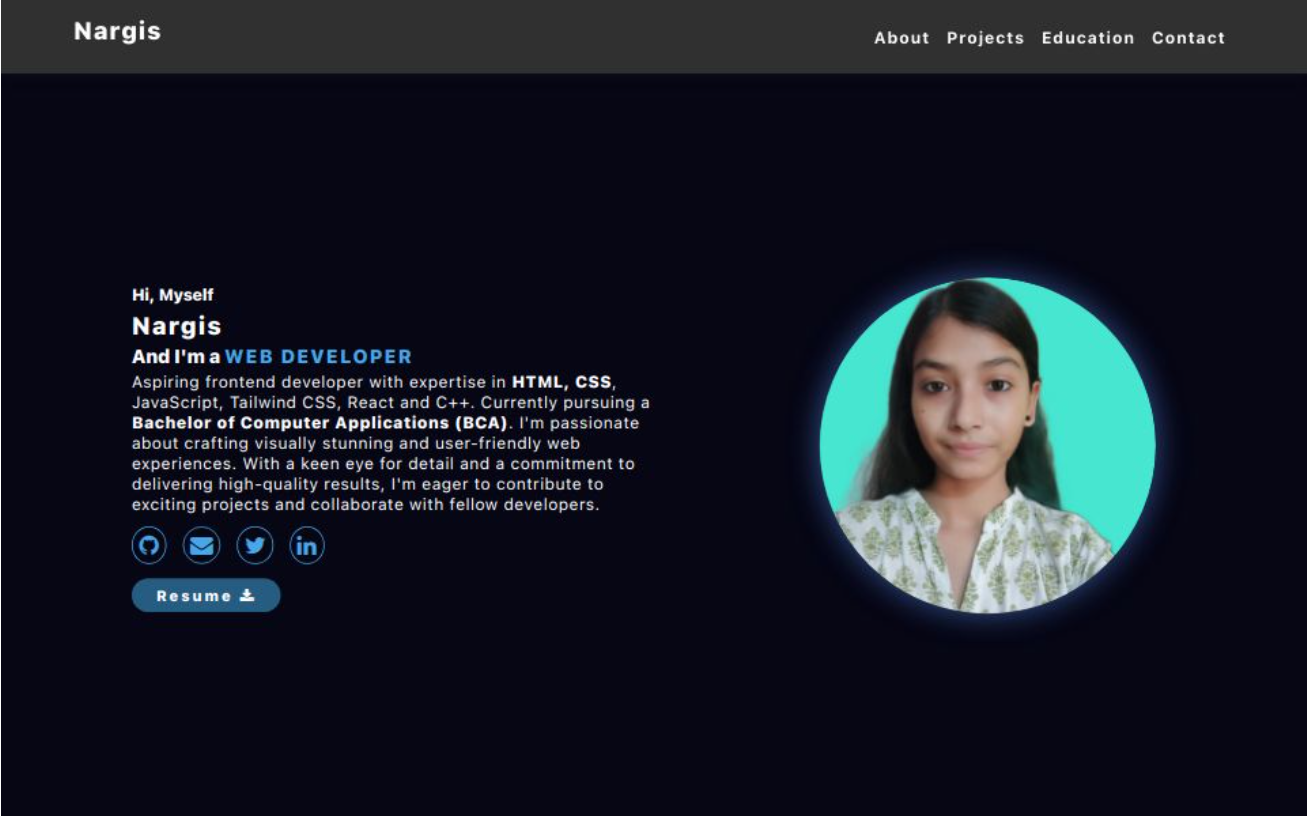 Nargis
About Projects Education Contact
Hi, Myself
Nargis
And I'm a WEB DEVELOPER
Aspiring frontend developer with expertise in HTML, CSS,
JavaScript, Tailwind CSS, React and C++. Currently pursuing a
Bachelor of Computer Applications (BCA). I'm passionate
about crafting visually stunning and user-friendly web
experiences. With a keen eye for detail and a commitment to
delivering high-quality results, I'm eager to contribute to
exciting projects and collaborate with fellow developers.
in
Resume